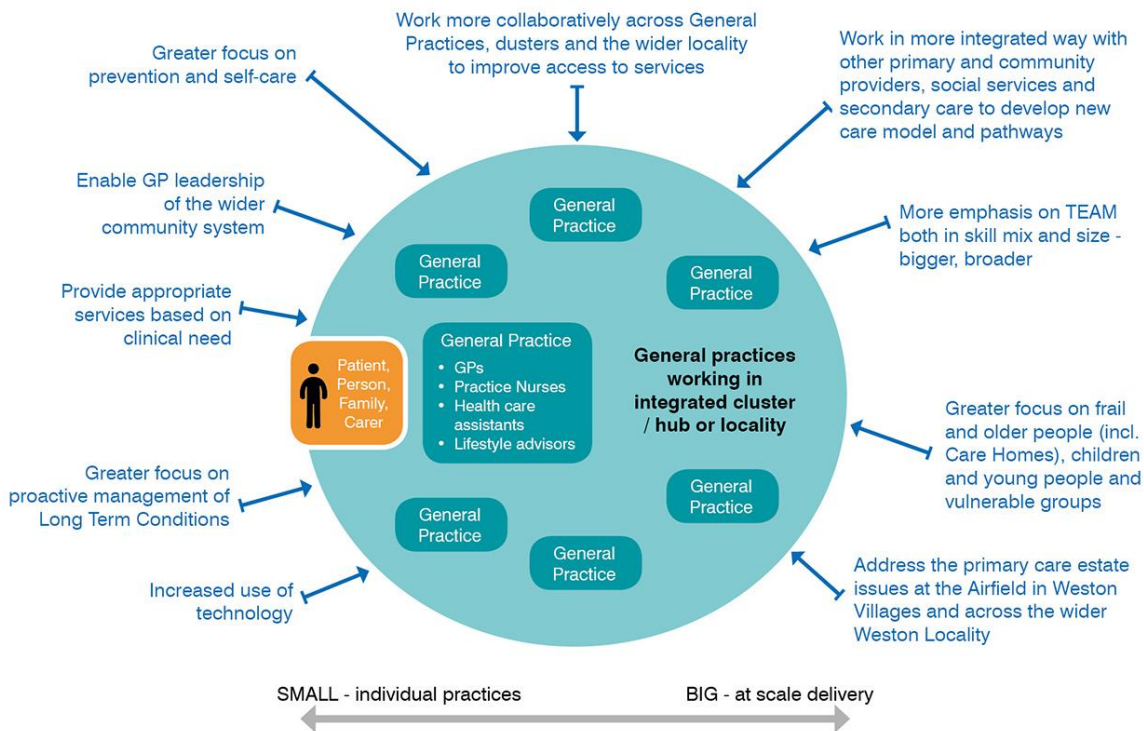 Work more collaboratively across General
Practices, dusters and the wider locality
to improve access to services
Greater focus on
prevention and self-care
Work in more integrated way with
other primary and community
providers, social services and
secondary care to develop new
care model and pathways
Enable GP leadership
of the wider
community system
General
Practice
More emphasis on TEAM
both in skill mix and size -
bigger, broader
General
Practice
General
Practice
Provide appropriate
services based on
clinical need
Patient,
Person,
Family,
Carer
General Practice
• GPs
• Practice Nurses
• Health care
assistants
• Lifestyle advisors
General practices
working in
integrated cluster
/ hub or locality
Greater focus on frail
and older people (incl.
Care Homes), children
and young people and
vulnerable groups
Greater focus on
proactive management of
Long Term Conditions
General
Practice
General
Practice
General
Practice
Increased use of
technology
Address the primary care estate
issues at the Airfield in Weston
Villages and across the wider
Weston Locality
SMALL - individual practices
BIG - at scale delivery